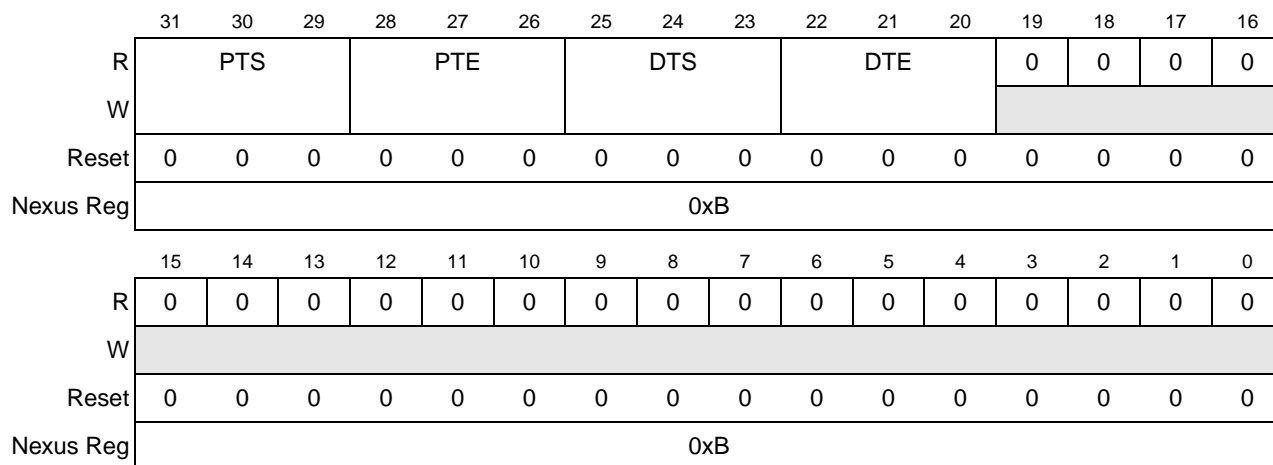 31 30 29 28 27 26 25 24 23 22 21 20 19 18 17 16
R PTS PTE DTS DTE 0 0 0 0
W
Reset 0 0 0 0 0 0 0 0 0 0 0 0 0 0 0 0
Nexus Reg 0xB
15 14 13 12 11 10 9 8 7 6 5 4 3 2 1 0
R 0 0 0 0 0 0 0 0 0 0 0 0 0 0 0 0
W
Reset 0 0 0 0 0 0 0 0 0 0 0 0 0 0 0 0
Nexus Reg 0xB